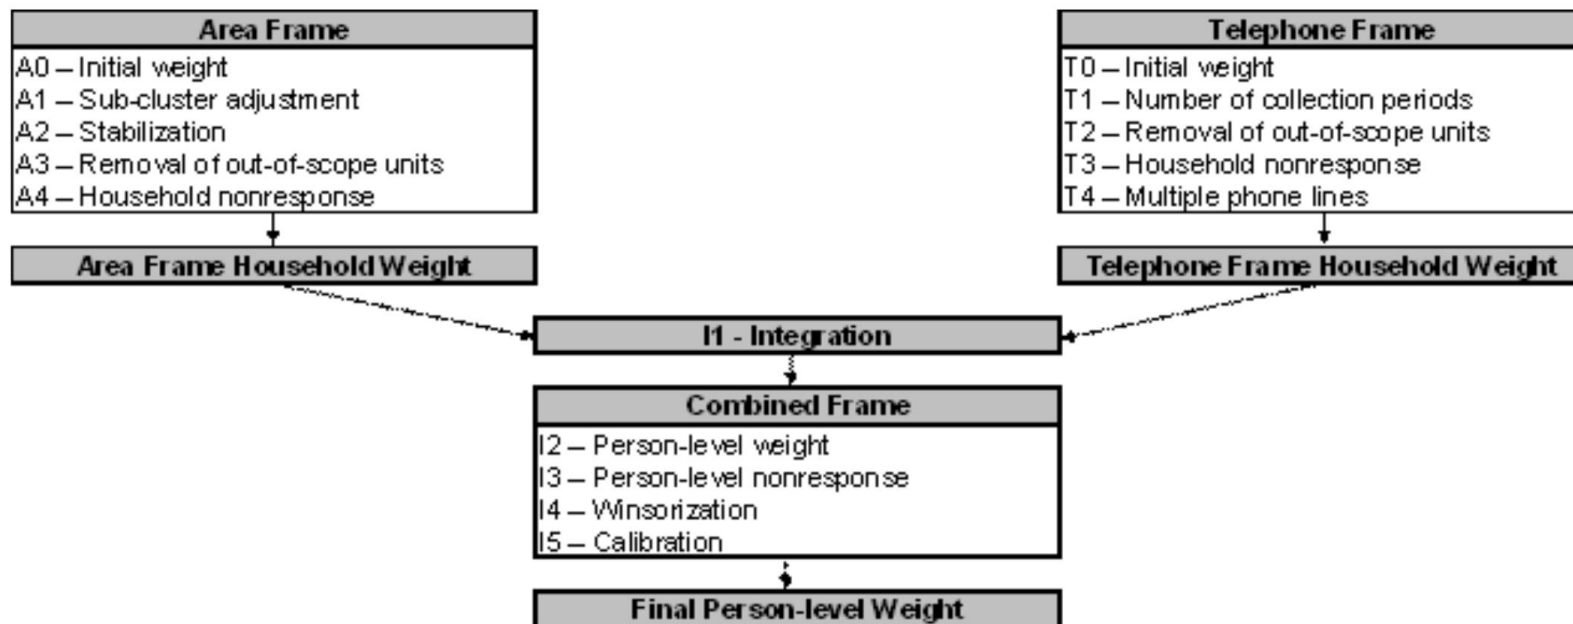 Area Frame
A0 – Initial weight
A1 – Sub-cluster adjustment
A2 – Stabilization
A3 – Removal of out-of-scope units
A4 – Household nonresponse
Area Frame Household Weight
Telephone Frame
T0 – Initial weight
T1 – Number of collection periods
T2 – Removal of out-of-scope units
T3 – Household nonresponse
T4 – Multiple phone lines
Telephone Frame Household Weight
I1 - Integration
Combined Frame
I2 – Person-level weight
I3 – Person-level nonresponse
I4 – Winsorization
I5 – Calibration
Final Person-level Weight